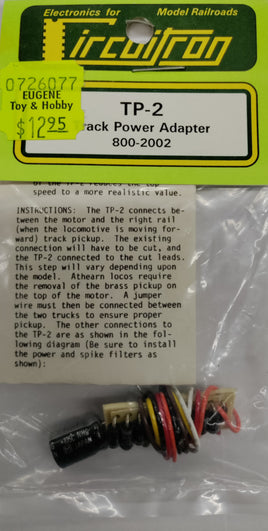 Electronics for Model Railroads
Circuitron
0726077
EUGENE
Toy & Hobby
$12.95
TP-2
rack Power Adapter
800-2002
of the TP-2 reduces the top
speed to a more realistic value.
INSTRUCTIONS: The TP-2 connects be-
tween the motor and the right rail
(when the locomotive is moving for-
ward) track pickup. The existing
connection will have to be cut, and
the TP-2 connected to the cut leads.
This step will vary depending upon
the model. Athearn locos require
the removal of the brass pickup on
the top of the motor. A jumper
wire must then be connected between
the two trucks to ensure proper
pickup. The other connections to
the TP-2 are as shown in the fol-
lowing diagram (Be sure to install
the power and spike filters as
shown):